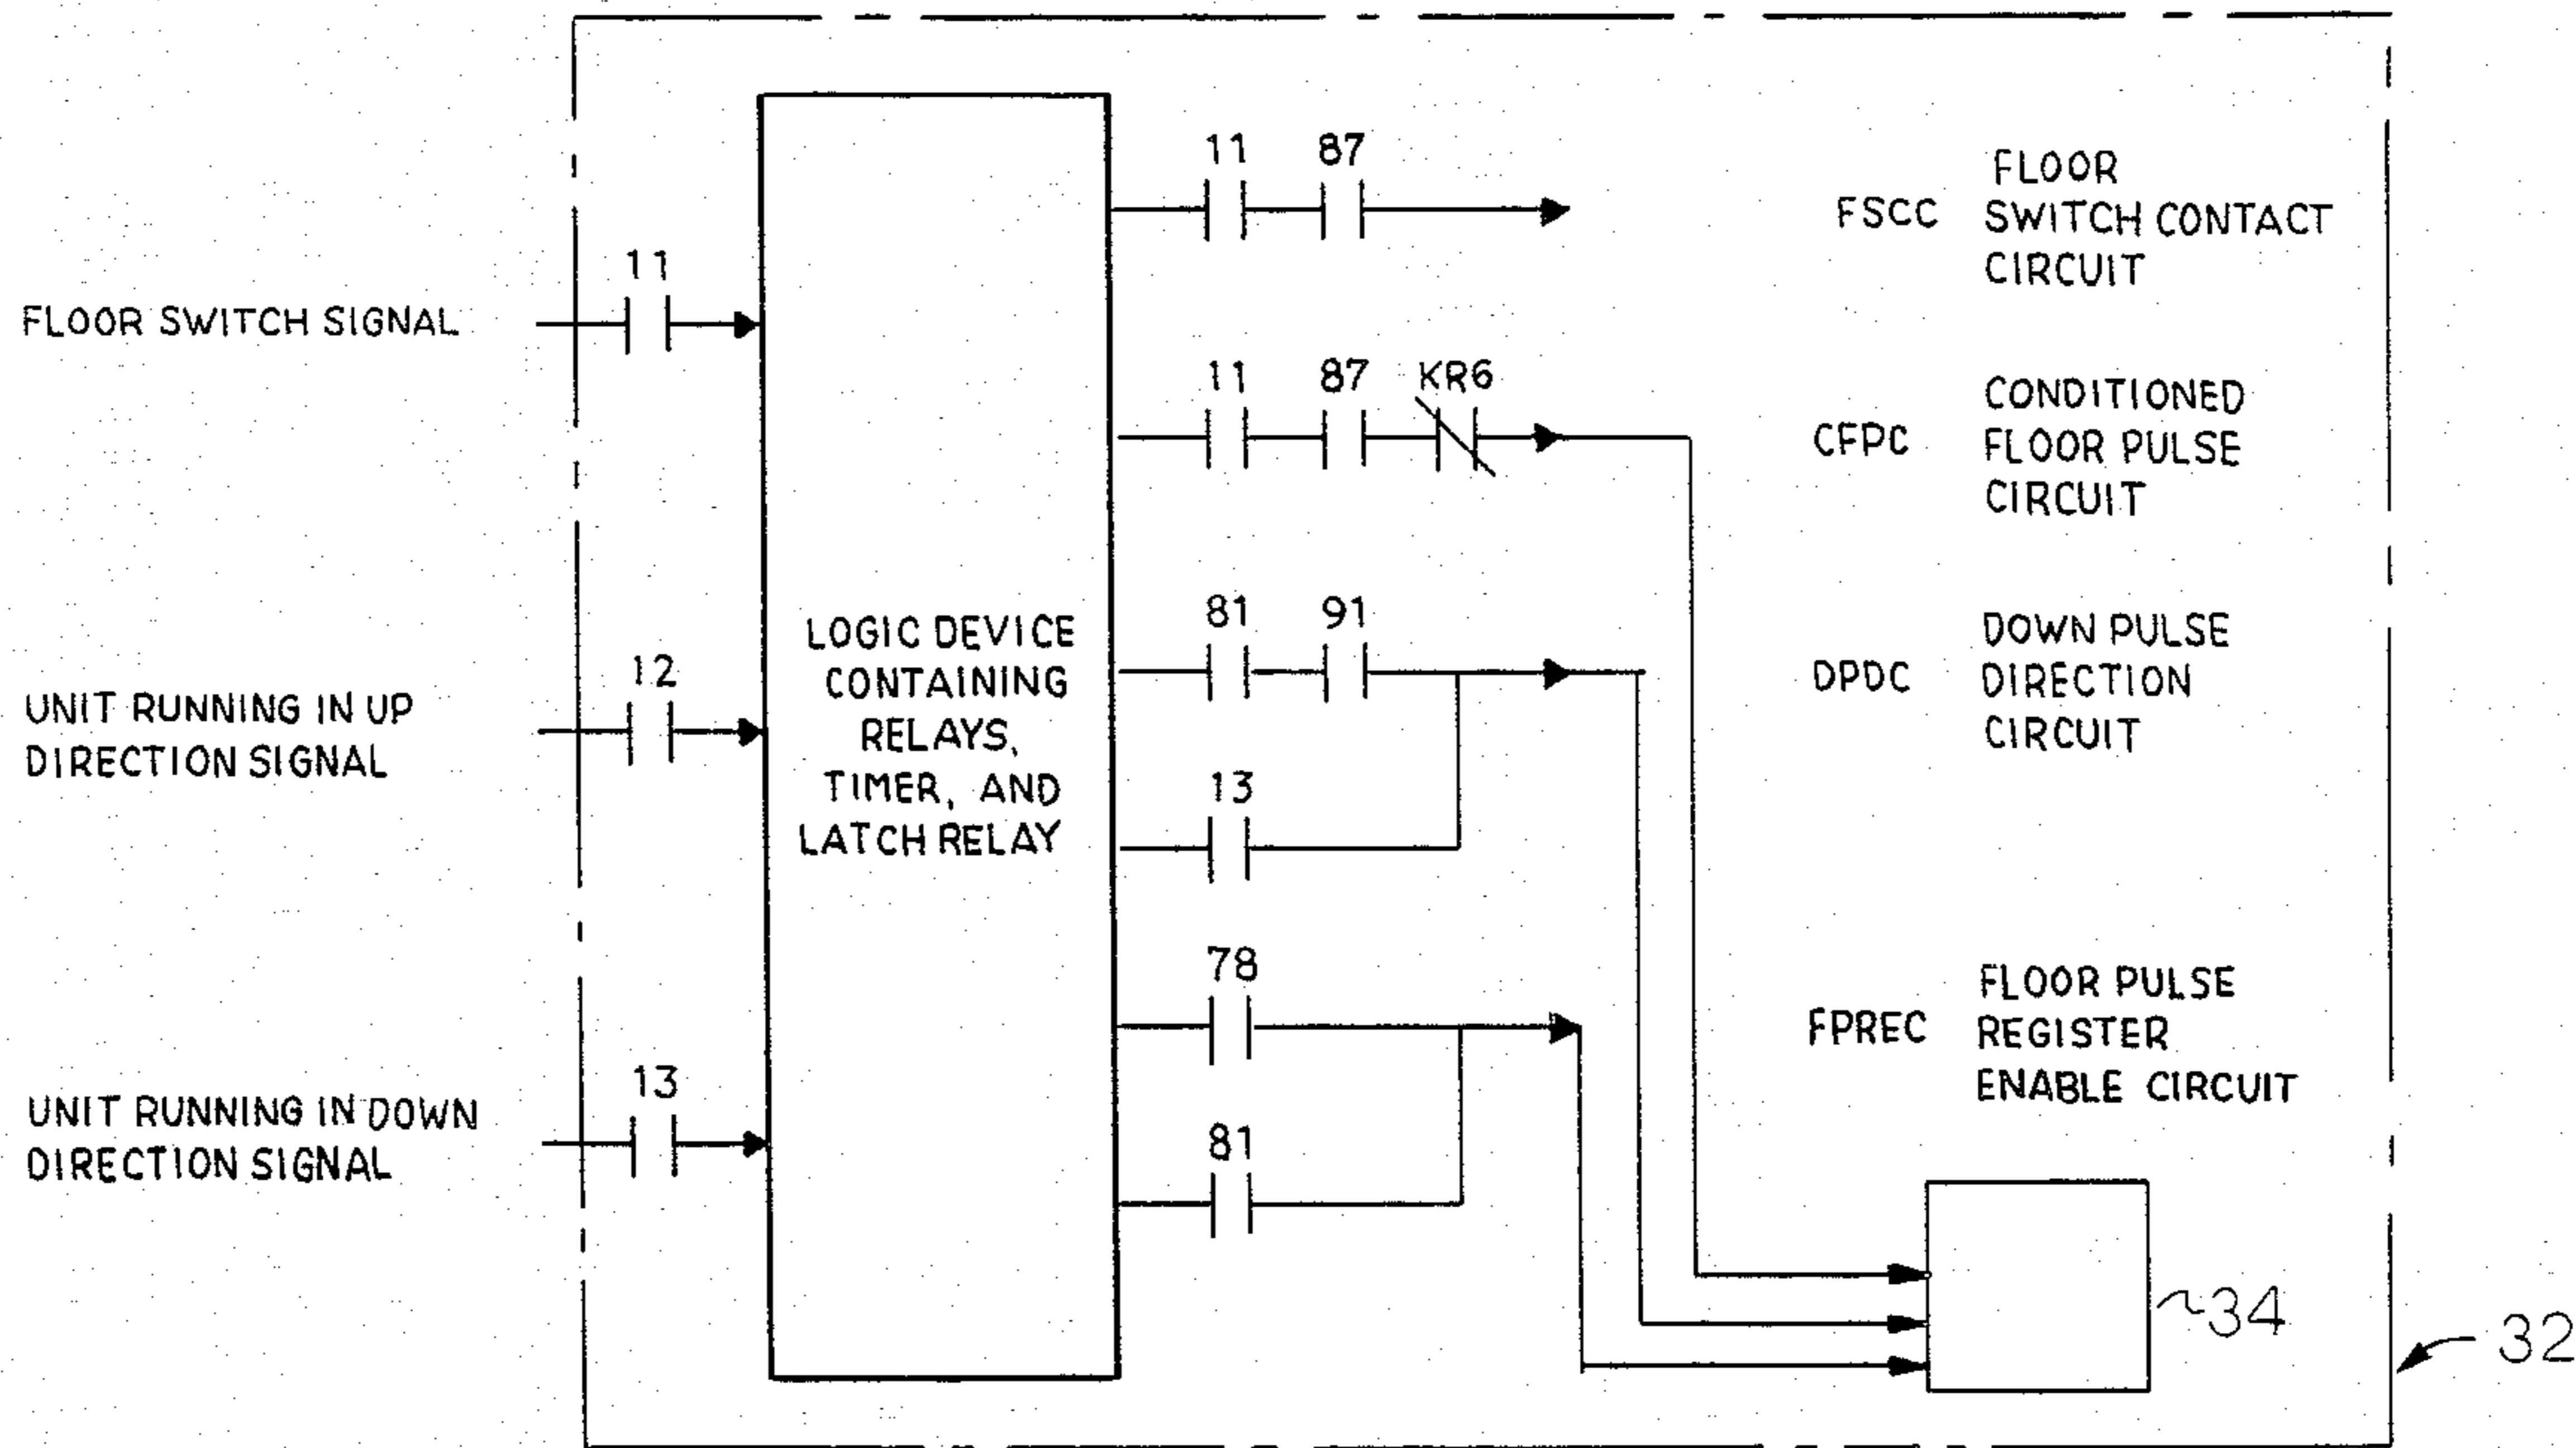 FLOOR SWITCH SIGNAL
11
UNIT RUNNING IN UP
DIRECTION SIGNAL
12
UNIT RUNNING IN DOWN
DIRECTION SIGNAL
13
LOGIC DEVICE
CONTAINING
RELAYS,
TIMER, AND
LATCH RELAY
11 87
FSCC
FLOOR
SWITCH CONTACT
CIRCUIT
11 87 KR6
CFPC
CONDITIONED
FLOOR PULSE
CIRCUIT
81 91
DPDC
DOWN PULSE
DIRECTION
CIRCUIT
13
78
FPREC
FLOOR PULSE
REGISTER
ENABLE CIRCUIT
81
34
32